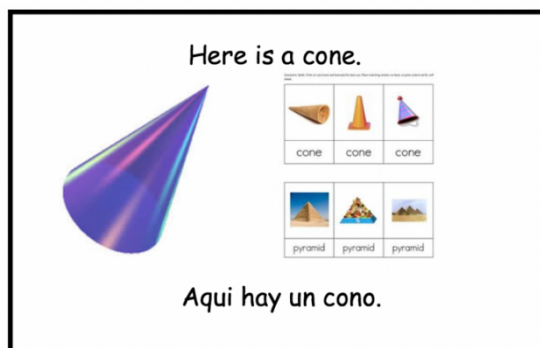 Here is a cone.
cone cone cone
pyramid pyramid pyramid
Aqui hay un cono.